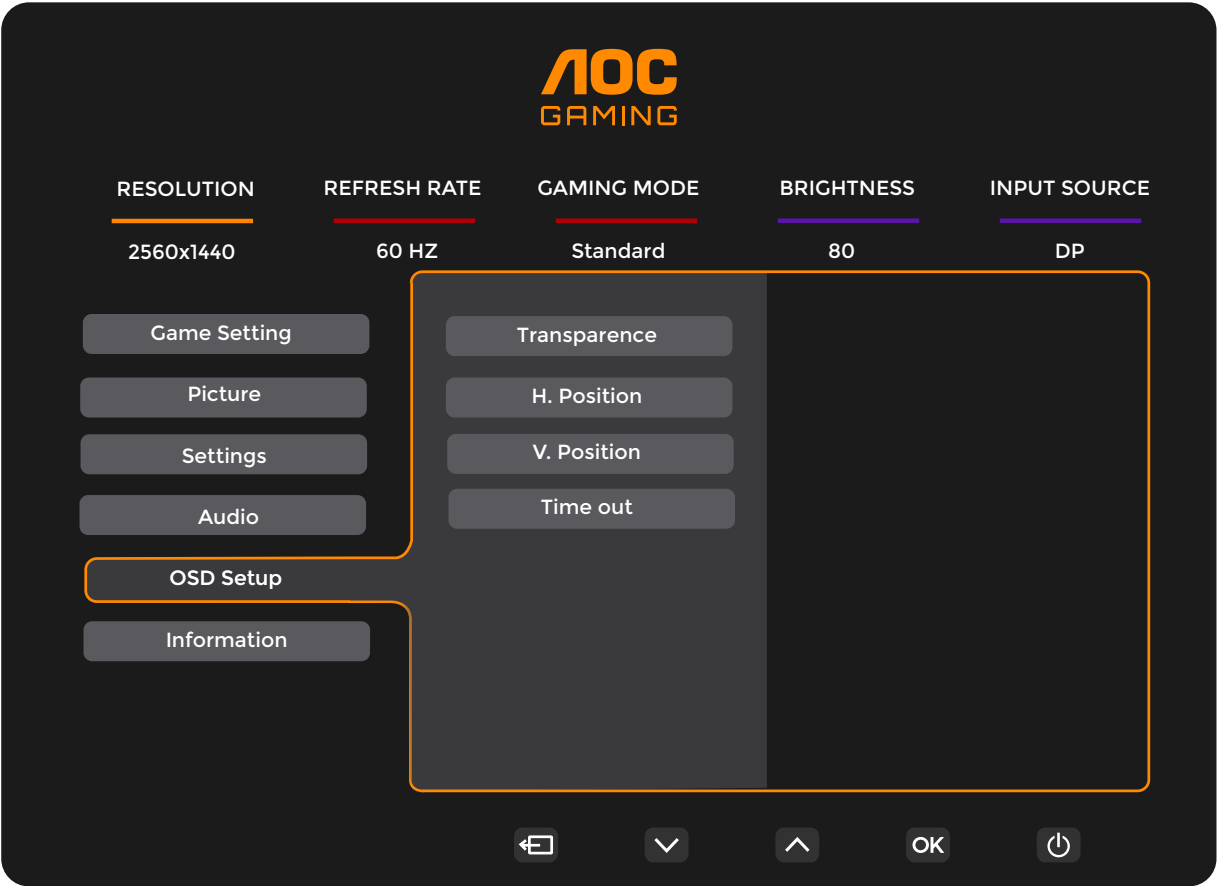 AOC
GAMING
RESOLUTION REFRESH RATE GAMING MODE BRIGHTNESS INPUT SOURCE
2560x1440 60 HZ Standard 80 DP
Game Setting Transparence
Picture H. Position
Settings V. Position
Audio Time out
OSD Setup
Information
OK